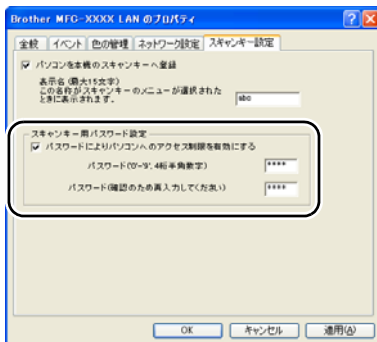 Brother MFC-XXXX LAN のプロパティ
全般 イベント 色の管理 ネットワーク設定 スキャンキー設定
パソコンを本機のスキャンキーへ登録
表示名(最大15文字)
この名称がスキャンキーのメニューが選択された
ときに表示されます。
abc
スキャンキー用パスワード設定
パスワードによりパソコンへのアクセス制限を有効にする
パスワード('0'-'9', 4桁半角数字) ****
パスワード(確認のため再入力してください) ****
OK キャンセル 適用(A)